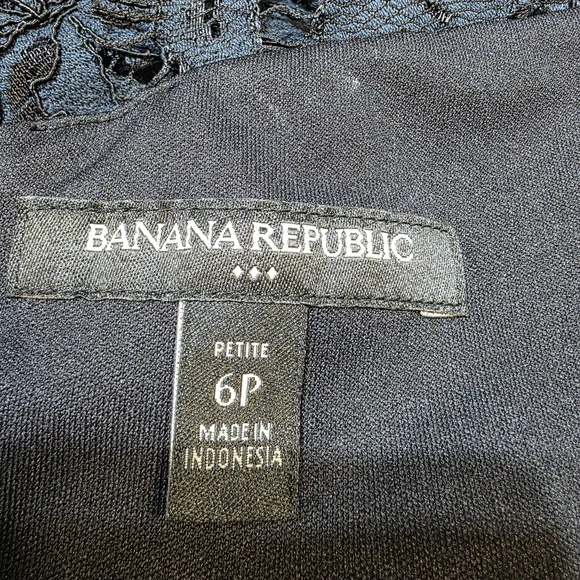 BANANA REPUBLIC
PETITE
6P
MADE IN
INDONESIA